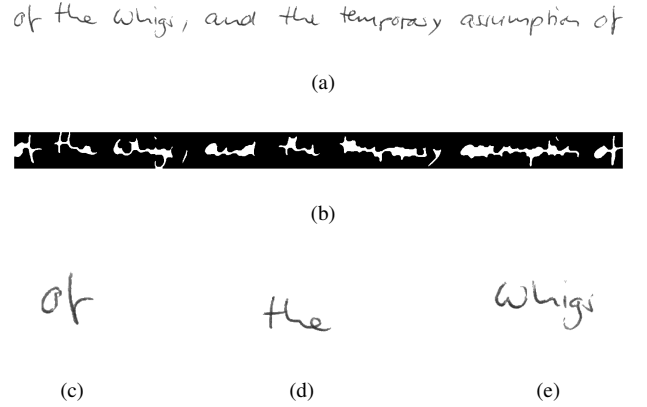 of the Whigs, and the temporary assumption of
(a)
of the Whigs, and the temporary assumption of
(b)
of the Whigs
(c) (d) (e)